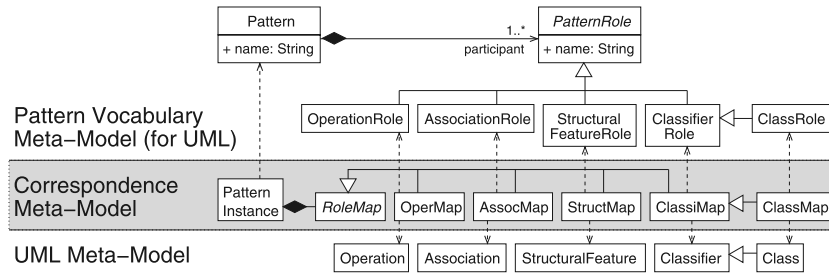 Pattern
+ name: String
1..*
participant
PatternRole
+ name: String
Pattern Vocabulary
Meta−Model (for UML)
OperationRole
AssociationRole
Structural
FeatureRole
Classifier
Role
ClassRole
Correspondence
Meta−Model
Pattern
Instance
RoleMap
OperMap
AssocMap
StructMap
ClassiMap
ClassMap
UML Meta−Model
Operation
Association
StructuralFeature
Classifier
Class